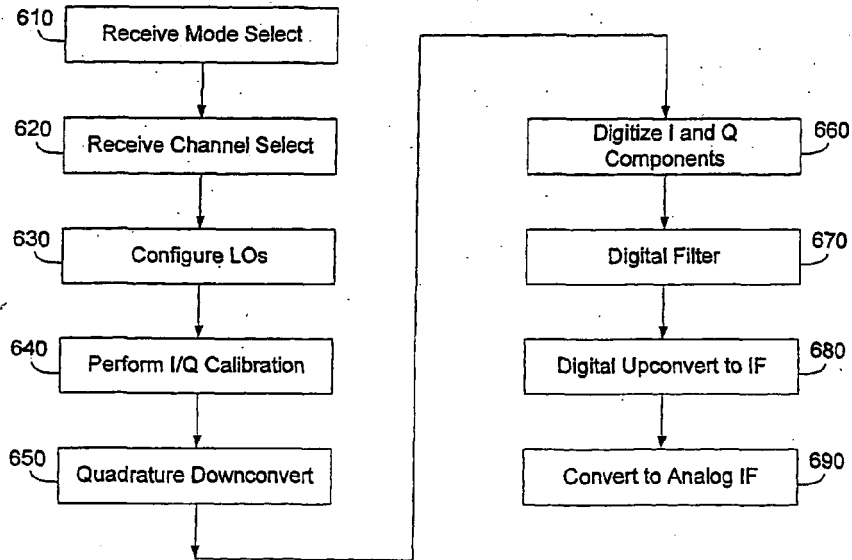 610
Receive Mode Select
620
Receive Channel Select
630
Configure LOs
640
Perform I/Q Calibration
650
Quadrature Downconvert
Digitize I and Q
Components
660
Digital Filter
670
Digital Upconvert to IF
680
Convert to Analog IF
690